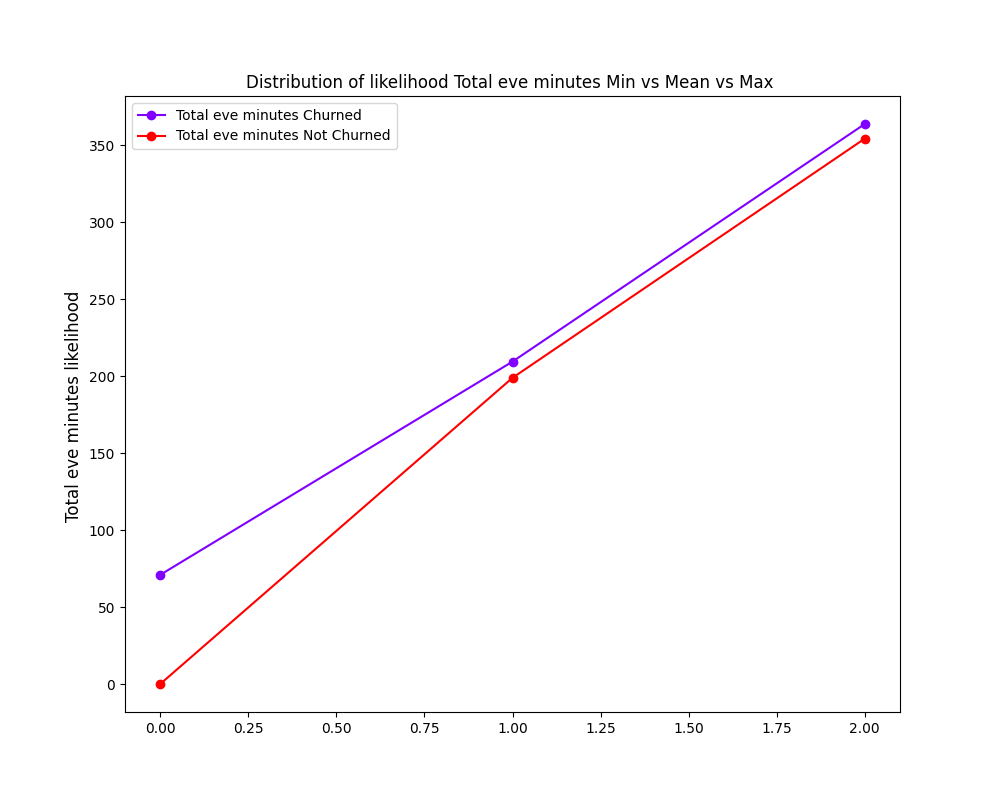 Distribution of likelihood Total eve minutes Min vs Mean vs Max
Total eve minutes Churned
Total eve minutes Not Churned
Total eve minutes likelihood
350
300
250
200
150
100
50
0
0.00 0.25 0.50 0.75 1.00 1.25 1.50 1.75 2.00